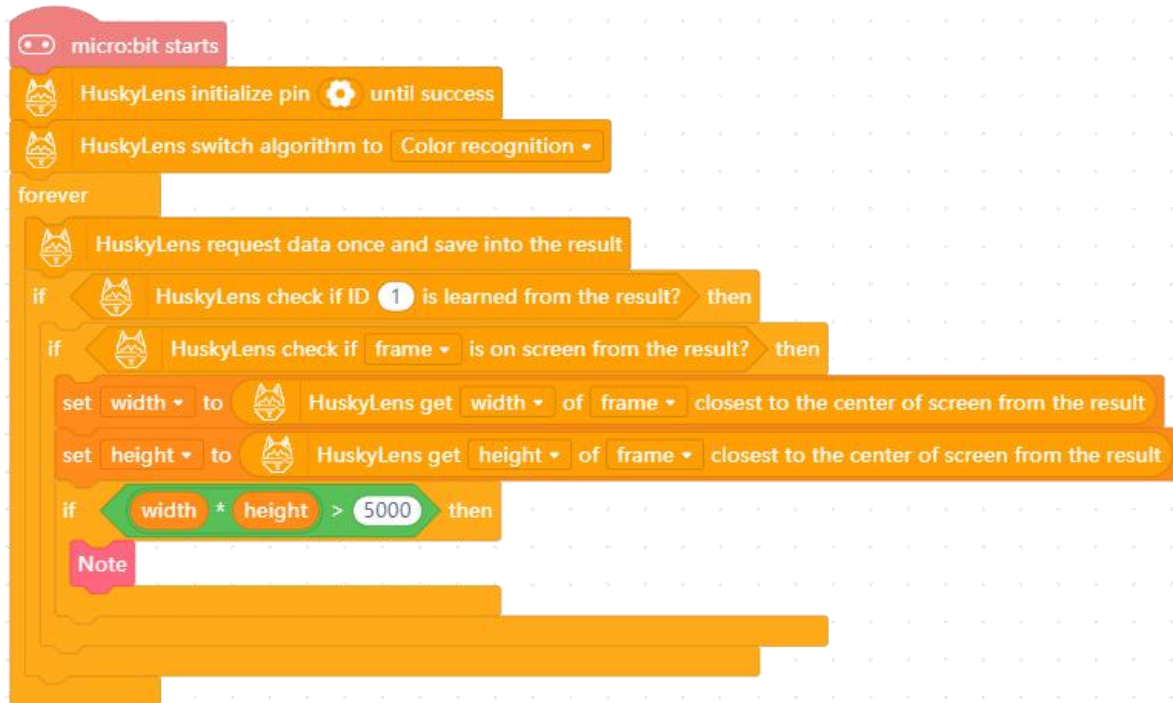 micro:bit starts
HuskyLens initialize pin until success
HuskyLens switch algorithm to Color recognition
forever
HuskyLens request data once and save into the result
if HuskyLens check if ID 1 is learned from the result? then
if HuskyLens check if frame is on screen from the result? then
set width to HuskyLens get width of frame closest to the center of screen from the result
set height to HuskyLens get height of frame closest to the center of screen from the result
if width * height > 5000 then
Note